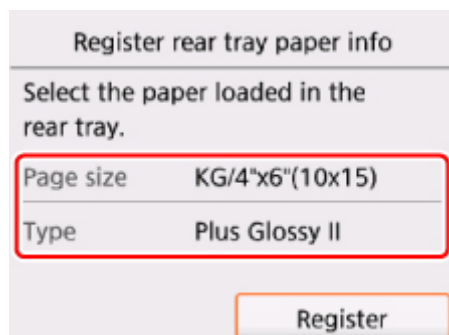 Register rear tray paper info
Select the paper loaded in the
rear tray.
Page size KG/4"x6"(10x15)
Type Plus Glossy II
Register